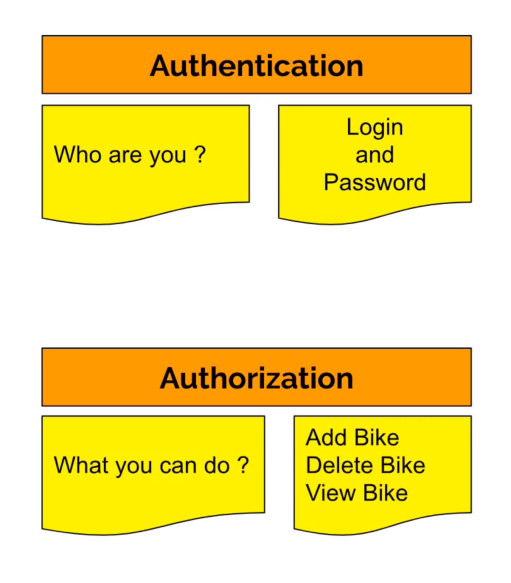 Authentication
Who are you ?
Login
and
Password
Authorization
What you can do ?
Add Bike
Delete Bike
View Bike